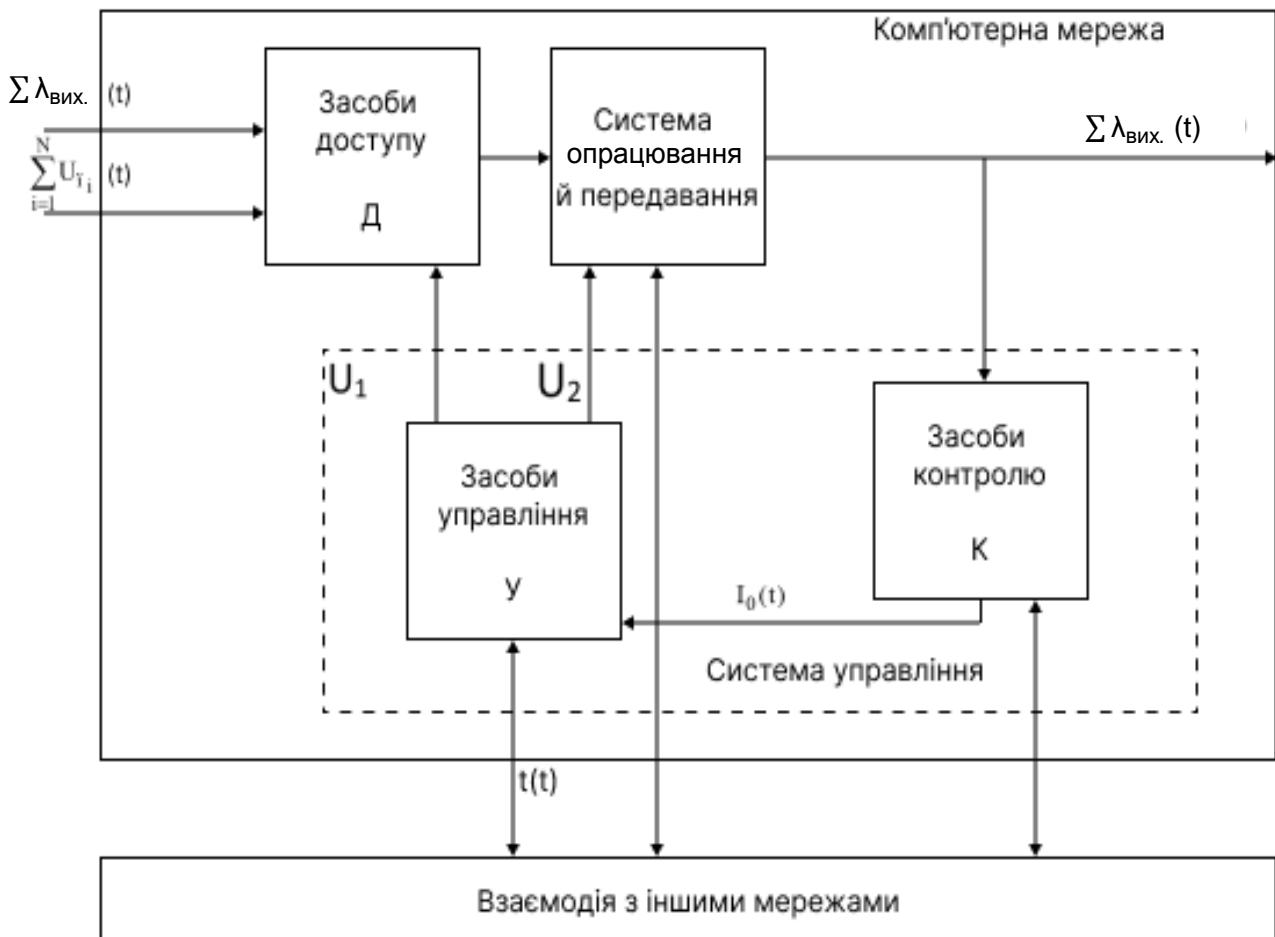 Комп'ютерна мережа
∑ λвих. (t)
N
∑ Uїi (t)
i=1
Засоби
доступу
Д
Система
опрацювання
й передавання
∑ λвих. (t)
U1
U2
Засоби
управління
У
Засоби
контролю
К
I0(t)
Система управління
t(t)
Взаємодія з іншими мережами